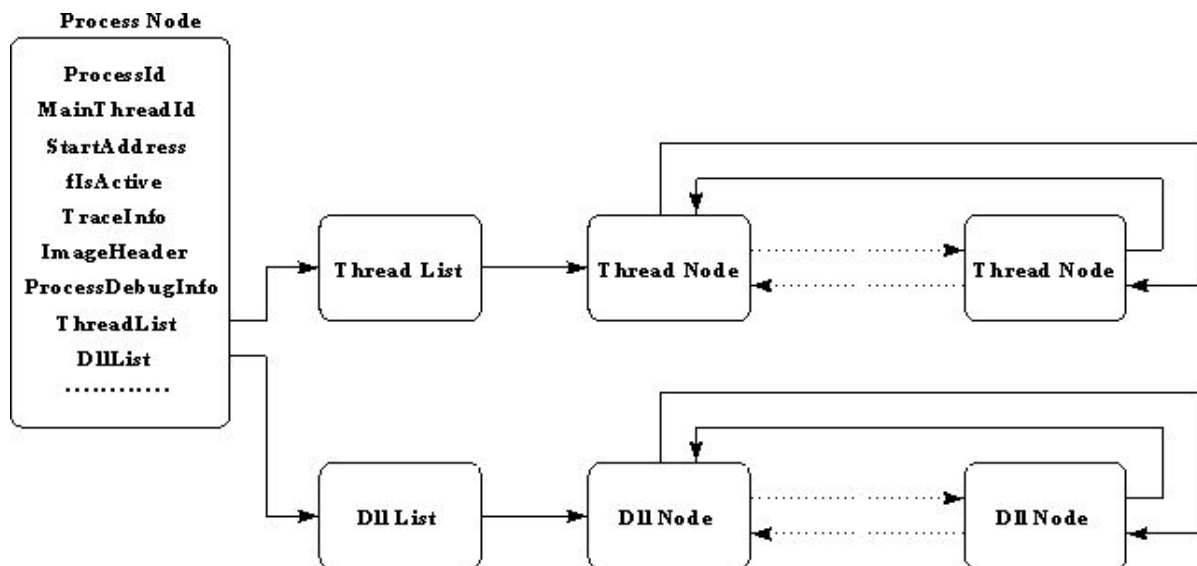 Process Node
ProcessId
MainThreadId
StartAddress
fIsActive
TraceInfo
ImageHeader
ProcessDebugInfo
ThreadList
DllList
............
Thread List
Thread Node
Thread Node
Dll List
Dll Node
Dll Node